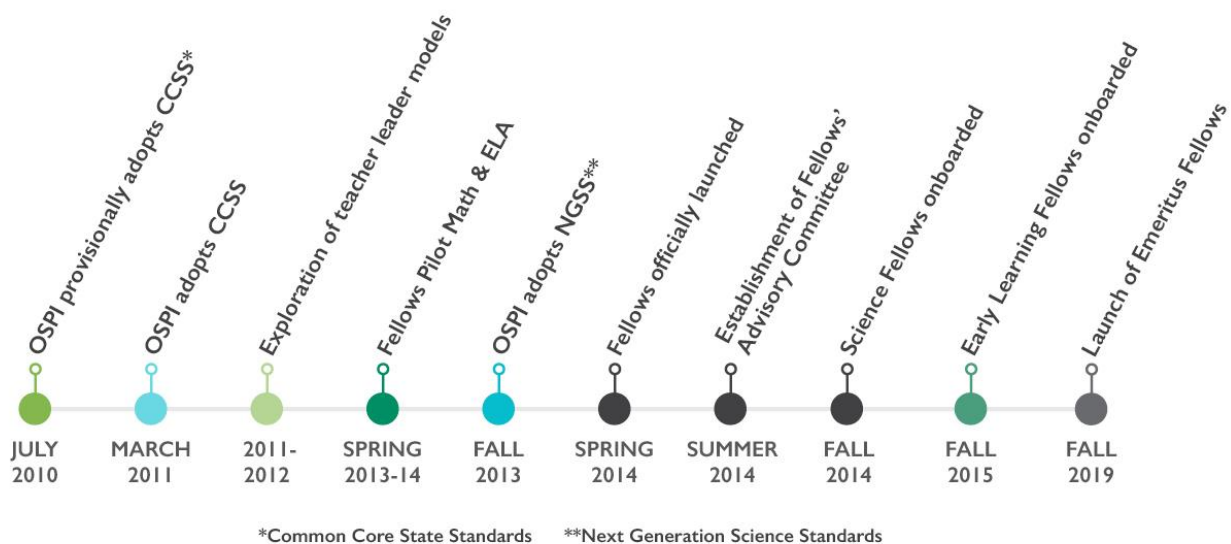 OSPI provisionally adopts CCSS*
OSPI adopts CCSS
Exploration of teacher leader models
Fellows Pilot Math & ELA
OSPI adopts NGSS**
Fellows officially launched
Establishment of Fellows'
Advisory Committee
Science Fellows onboarded
Early Learning Fellows onboarded
Launch of Emeritus Fellows
JULY
2010
MARCH
2011
2011-
2012
SPRING
2013-14
FALL
2013
SPRING
2014
SUMMER
2014
FALL
2014
FALL
2015
FALL
2019
*Common Core State Standards
**Next Generation Science Standards